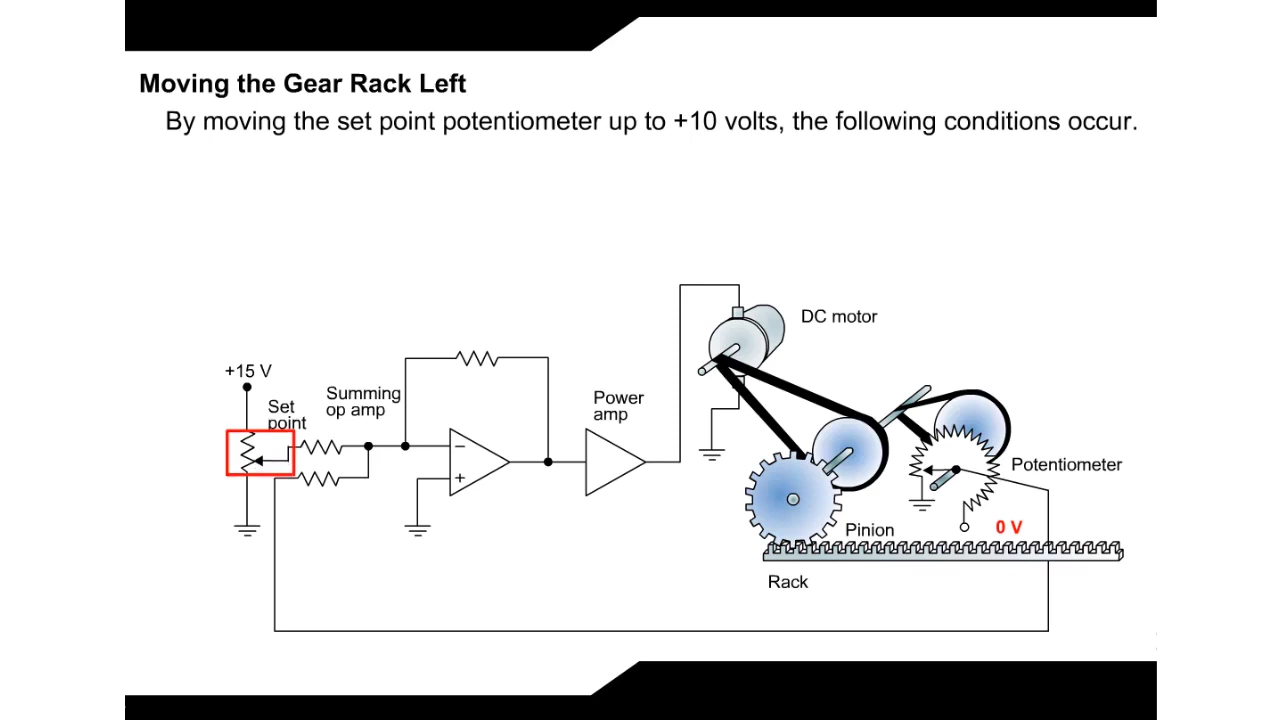 Moving the Gear Rack Left
By moving the set point potentiometer up to +10 volts, the following conditions occur.
DC motor
+15 V
Set
point
Summing
op amp
Power
amp
−
+
Potentiometer
0 V
Pinion
Rack